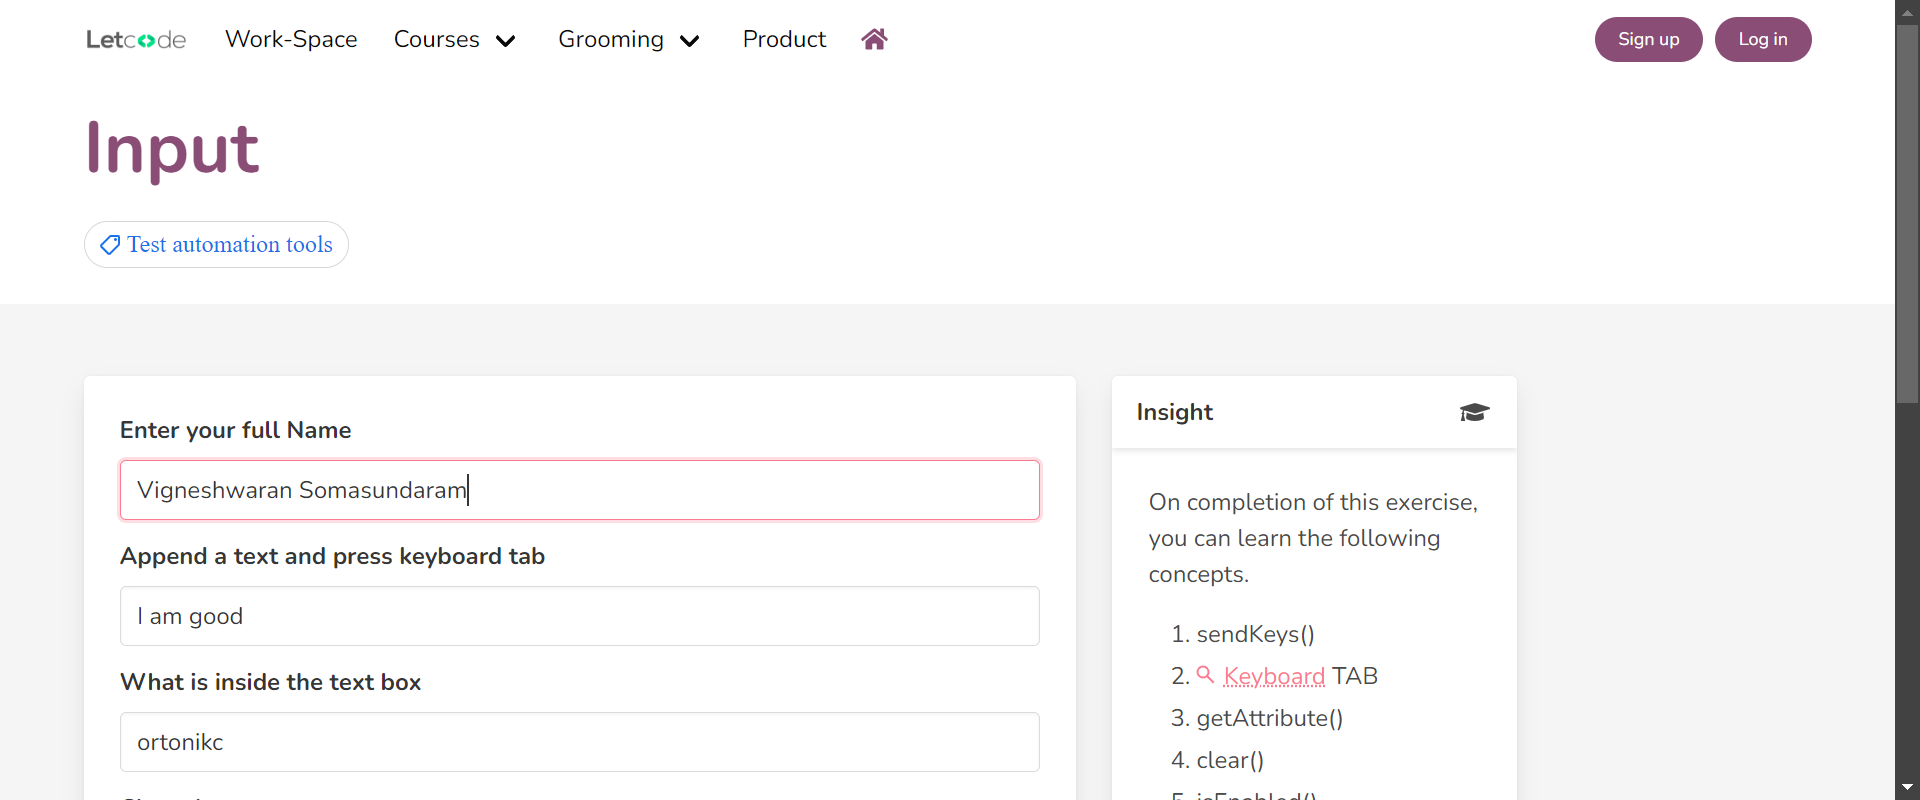 Letcode Work-Space Courses Grooming Product Sign up Log in
Input
Test automation tools
Enter your full Name
Vigneshwaran Somasundaram
Append a text and press keyboard tab
I am good
What is inside the text box
ortonikc
Insight
On completion of this exercise,
you can learn the following
concepts.
1. sendKeys()
2. Keyboard TAB
3. getAttribute()
4. clear()
5. isEnabled()